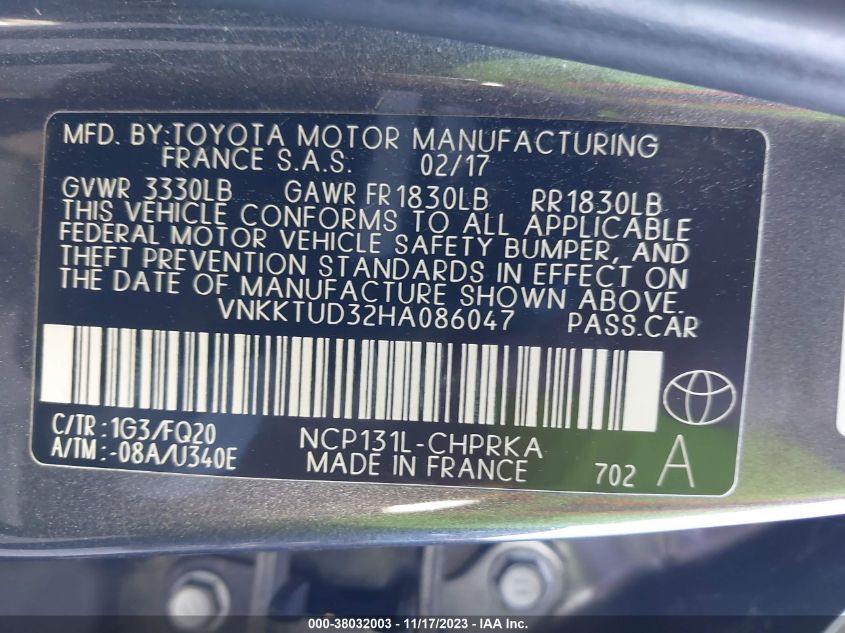 MFD. BY:TOYOTA MOTOR MANUFACTURING
FRANCE S.A.S. 02/17
GVWR 3330LB GAWR FR1830LB RR1830LB
THIS VEHICLE CONFORMS TO ALL APPLICABLE
FEDERAL MOTOR VEHICLE SAFETY BUMPER, AND
THEFT PREVENTION STANDARDS IN EFFECT ON
THE DATE OF MANUFACTURE SHOWN ABOVE.
VNKKTUD32HA086047 PASS.CAR
C/TR :1G3/FQ20 NCP131L-CHPRKA
A/TM :-08A/U340E MADE IN FRANCE 702 A
000-38032003 - 11/17/2023 - IAAI Inc.